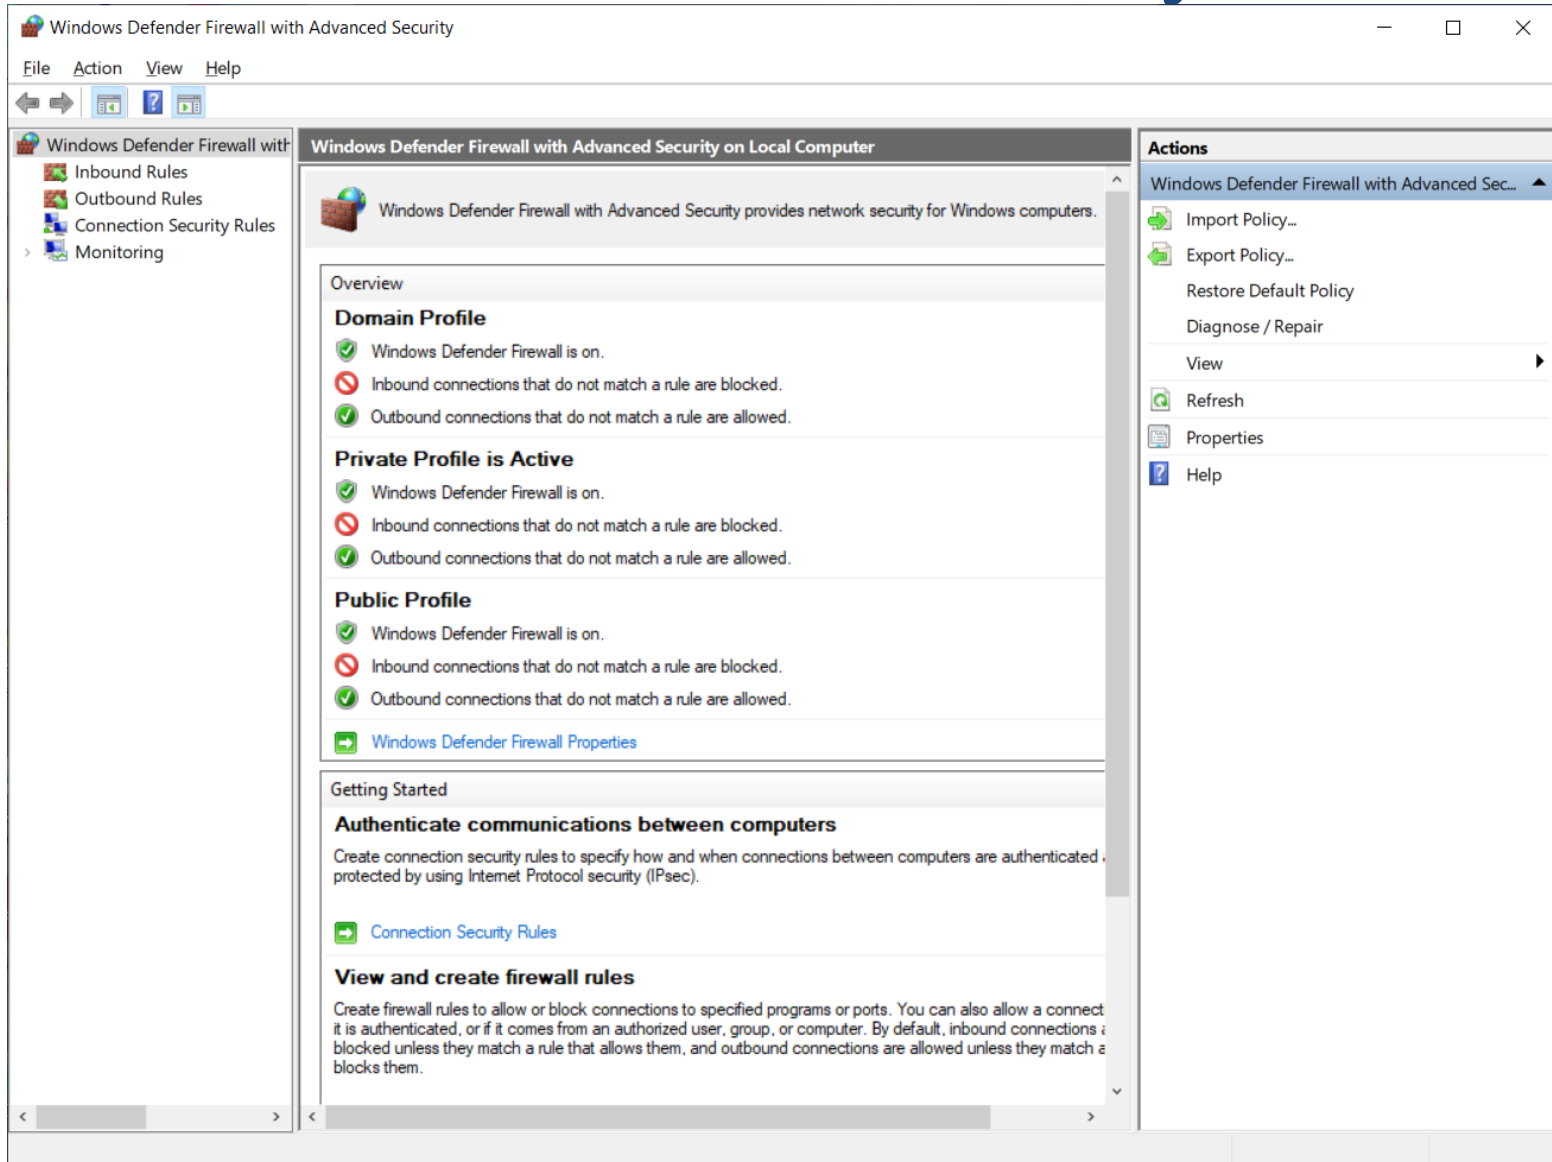 Windows Defender Firewall with Advanced Security
File Action View Help
Windows Defender Firewall with
Inbound Rules
Outbound Rules
Connection Security Rules
Monitoring
Windows Defender Firewall with Advanced Security on Local Computer
Windows Defender Firewall with Advanced Security provides network security for Windows computers.
Overview
Domain Profile
Windows Defender Firewall is on.
Inbound connections that do not match a rule are blocked.
Outbound connections that do not match a rule are allowed.
Private Profile is Active
Windows Defender Firewall is on.
Inbound connections that do not match a rule are blocked.
Outbound connections that do not match a rule are allowed.
Public Profile
Windows Defender Firewall is on.
Inbound connections that do not match a rule are blocked.
Outbound connections that do not match a rule are allowed.
Windows Defender Firewall Properties
Getting Started
Authenticate communications between computers
Create connection security rules to specify how and when connections between computers are authenticated
protected by using Internet Protocol security (IPsec).
Connection Security Rules
View and create firewall rules
Create firewall rules to allow or block connections to specified programs or ports. You can also allow a connect
it is authenticated, or if it comes from an authorized user, group, or computer. By default, inbound connections
blocked unless they match a rule that allows them, and outbound connections are allowed unless they match a
blocks them.
Actions
Windows Defender Firewall with Advanced Sec...
Import Policy...
Export Policy...
Restore Default Policy
Diagnose / Repair
View
Refresh
Properties
Help